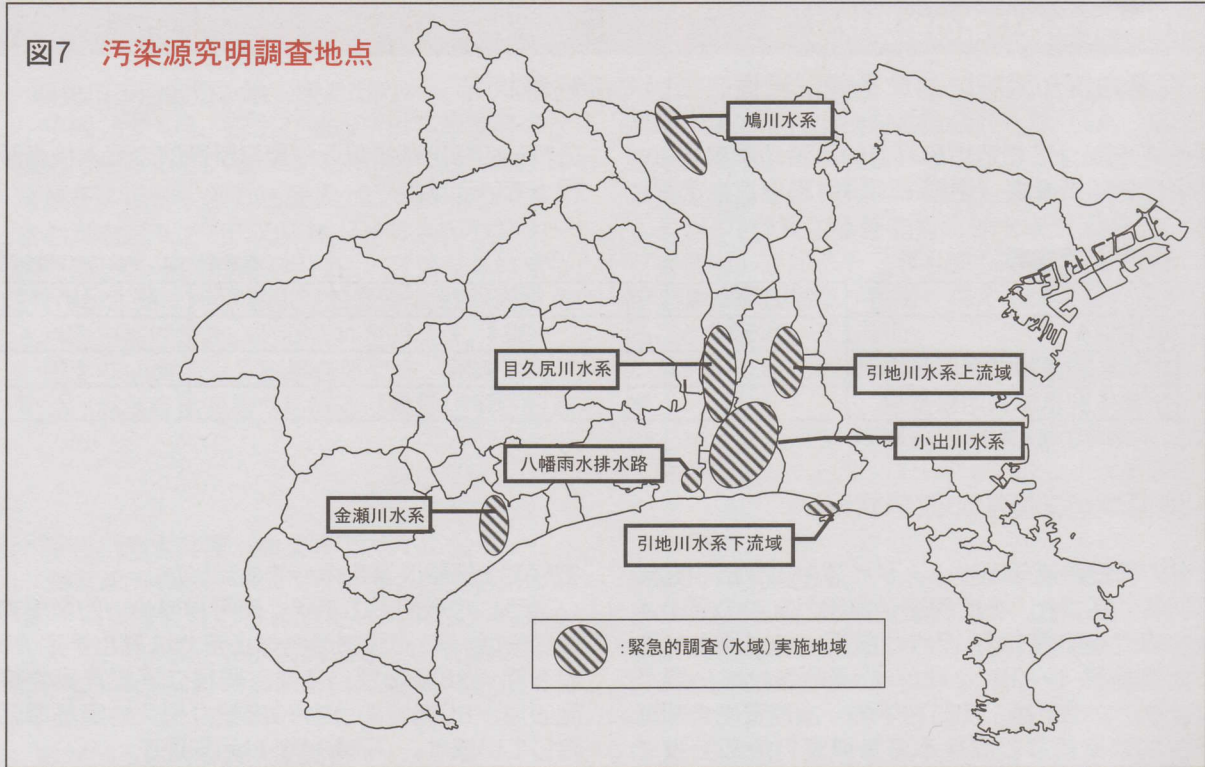 図7 汚染源究明調査地点
鳩川水系
目久尻川水系
引地川水系上流域
小出川水系
八幡雨水排水路
金瀬川水系
引地川水系下流域
:緊急的調査(水域)実施地域